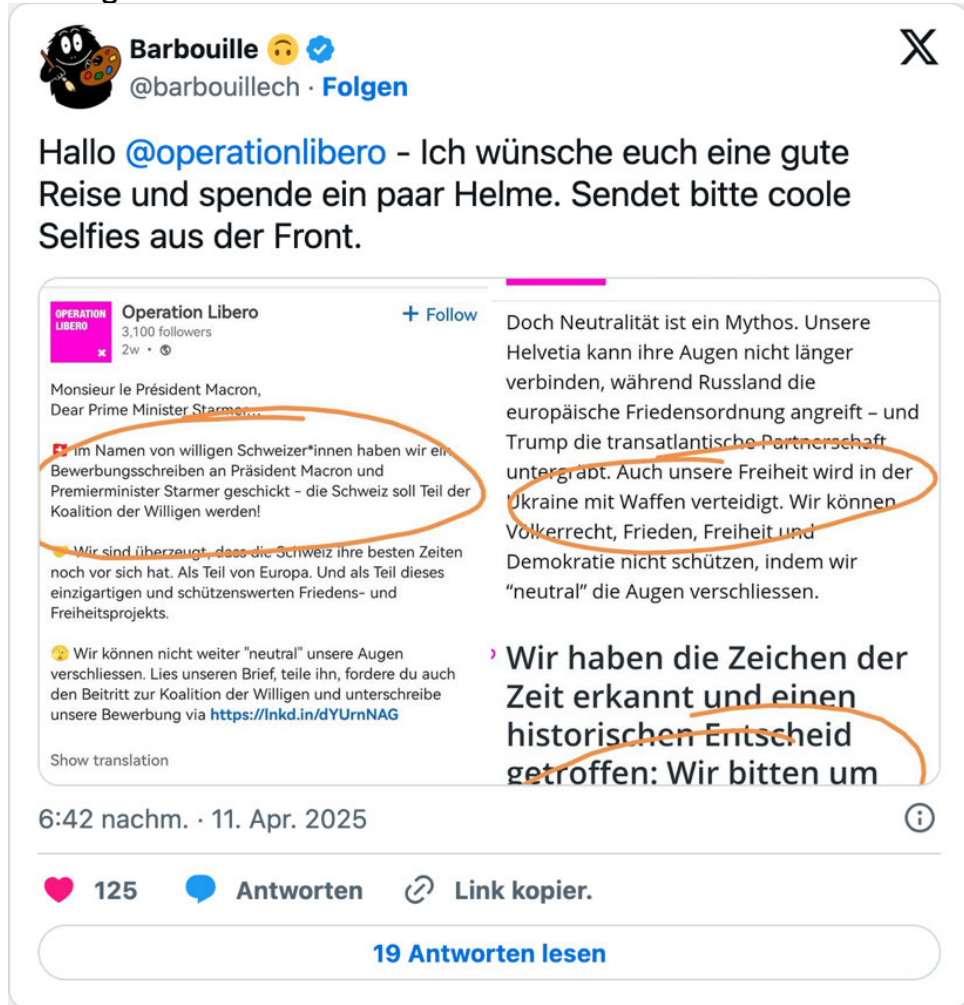 Barbouille 🙃
@barbouillech · Folgen
Hallo @operationlibero - Ich wünsche euch eine gute
Reise und spende ein paar Helme. Sendet bitte coole
Selfies aus der Front.
OPERATION
LIBERO
Operation Libero
3,100 followers
2w •
+ Follow
Monsieur le Président Macron,
Dear Prime Minister Starmer...
🇨🇭 Im Namen von willigen Schweizer*innen haben wir ein
Bewerbungsschreiben an Präsident Macron und
Premierminister Starmer geschickt – die Schweiz soll Teil der
Koalition der Willigen werden!
Wir sind überzeugt, dass die Schweiz ihre besten Zeiten
noch vor sich hat. Als Teil von Europa. Und als Teil dieses
einzigartigen und schützenswerten Friedens- und
Freiheitsprojekts.
🫣 Wir können nicht weiter "neutral" unsere Augen
verschliessen. Lies unseren Brief, teile ihn, fordere du auch
den Beitritt zur Koalition der Willigen und unterschreibe
unsere Bewerbung via https://lnkd.in/dYUrnNAG
Show translation
Doch Neutralität ist ein Mythos. Unsere
Helvetia kann ihre Augen nicht länger
verbinden, während Russland die
europäische Friedensordnung angreift – und
Trump die transatlantische Partnerschaft
untergräbt. Auch unsere Freiheit wird in der
Ukraine mit Waffen verteidigt. Wir können
Völkerrecht, Frieden, Freiheit und
Demokratie nicht schützen, indem wir
“neutral” die Augen verschliessen.
Wir haben die Zeichen der
Zeit erkannt und einen
historischen Entscheid
getroffen: Wir bitten um
6:42 nachm. · 11. Apr. 2025
125 Antworten Link kopier.
19 Antworten lesen